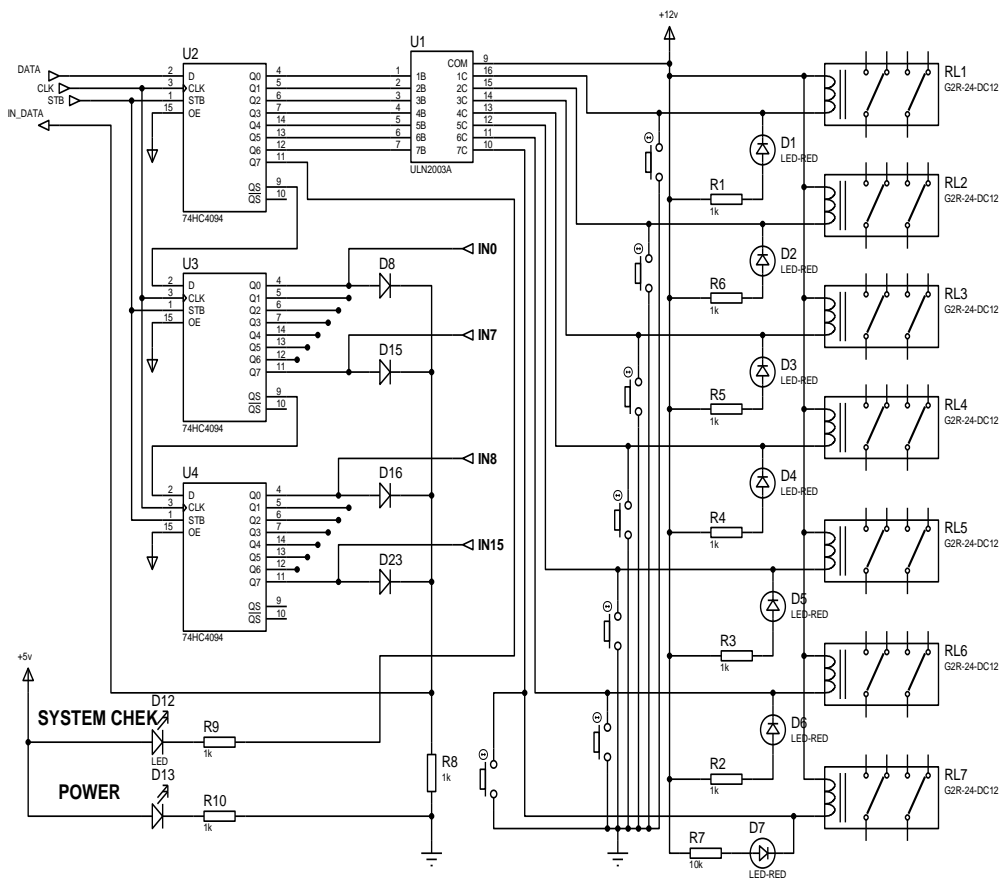 +12v
U2
U1
DATA
CLK
STB
IN_DATA
2 D Q0 4
3 CLK Q1 5
1 STB Q2 6
15 OE Q3 7
Q4 14
Q5 13
Q6 12
Q7 11
QS 9
QS 10
74HC4094
COM 9
1 1B 1C 16
2 2B 2C 15
3 3B 3C 14
4 4B 4C 13
5 5B 5C 12
6 6B 6C 11
7 7B 7C 10
ULN2003A
RL1
G2R-24-DC12
D1
LED-RED
R1
1k
RL2
G2R-24-DC12
D2
LED-RED
R6
1k
RL3
G2R-24-DC12
D3
LED-RED
R5
1k
RL4
G2R-24-DC12
D4
LED-RED
R4
1k
RL5
G2R-24-DC12
D5
LED-RED
R3
1k
RL6
G2R-24-DC12
D6
LED-RED
R2
1k
RL7
G2R-24-DC12
D7
LED-RED
R7
10k
U3
2 D Q0 4
3 CLK Q1 5
1 STB Q2 6
15 OE Q3 7
Q4 14
Q5 13
Q6 12
Q7 11
QS 9
QS 10
74HC4094
IN0
D8
IN7
D15
U4
2 D Q0 4
3 CLK Q1 5
1 STB Q2 6
15 OE Q3 7
Q4 14
Q5 13
Q6 12
Q7 11
QS 9
QS 10
74HC4094
IN8
D16
IN15
D23
+5v
SYSTEM CHEK
D12
LED
R9
1k
POWER
D13
R10
1k
R8
1k